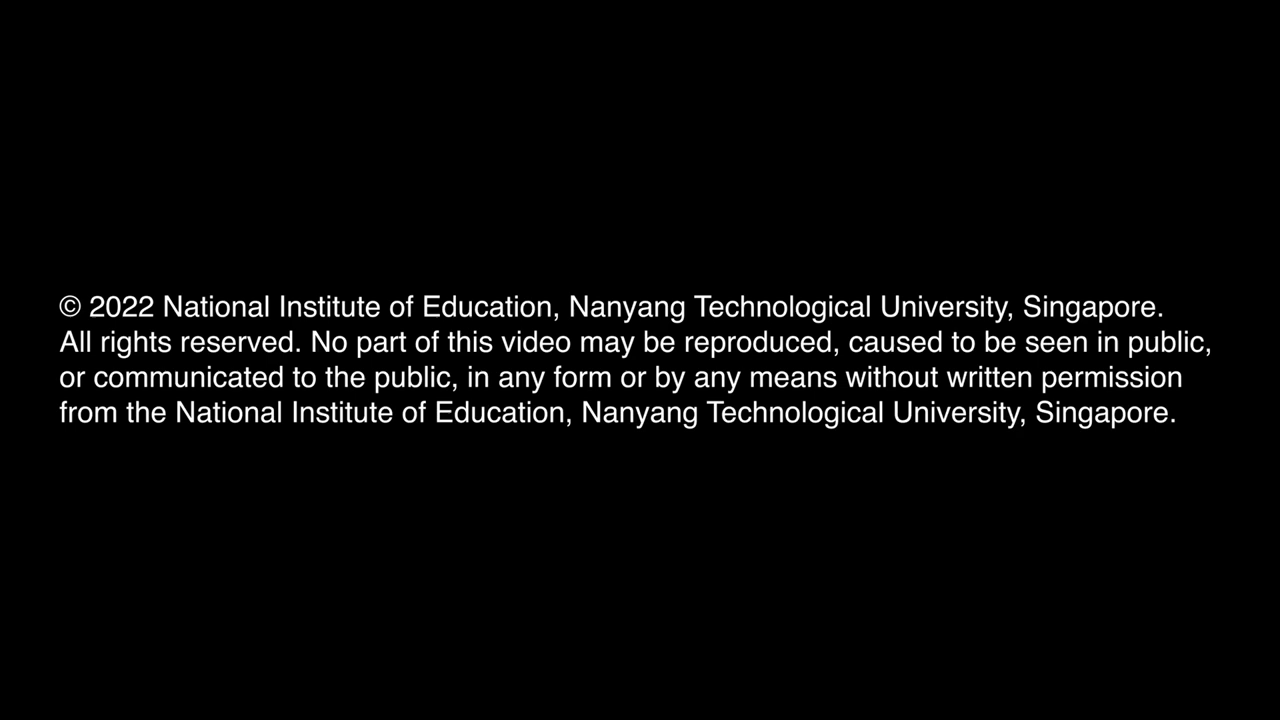 © 2022 National Institute of Education, Nanyang Technological University, Singapore.
All rights reserved. No part of this video may be reproduced, caused to be seen in public,
or communicated to the public, in any form or by any means without written permission
from the National Institute of Education, Nanyang Technological University, Singapore.